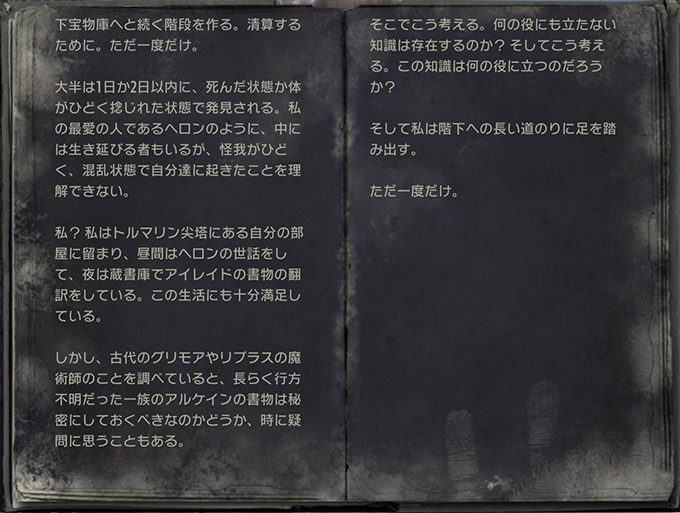 下宝物庫へと続く階段を作る。清算する
ために。ただ一度だけ。
大半は1日か2日以内に、死んだ状態か体
がひどく捻じれた状態で発見される。私
の最愛の人であるヘロンのように、中に
は生き延びる者もいるが、怪我がひど
く、混乱状態で自分達に起きたことを理
解できない。
私？ 私はトルマリン尖塔にある自分の部
屋に留まり、昼間はヘロンの世話をし
て、夜は蔵書庫でアイレイドの書物の翻
訳をしている。この生活にも十分満足し
ている。
しかし、古代のグリモアやリブラスの魔
術師のことを調べていると、長らく行方
不明だった一族のアルケインの書物は秘
密にしておくべきなのかどうか、時に疑
問に思うこともある。
そこでこう考える。何の役にも立たない
知識は存在するのか？ そしてこう考え
る。この知識は何の役に立つのだろう
か？
そして私は階下への長い道のりに足を踏
み出す。
ただ一度だけ。